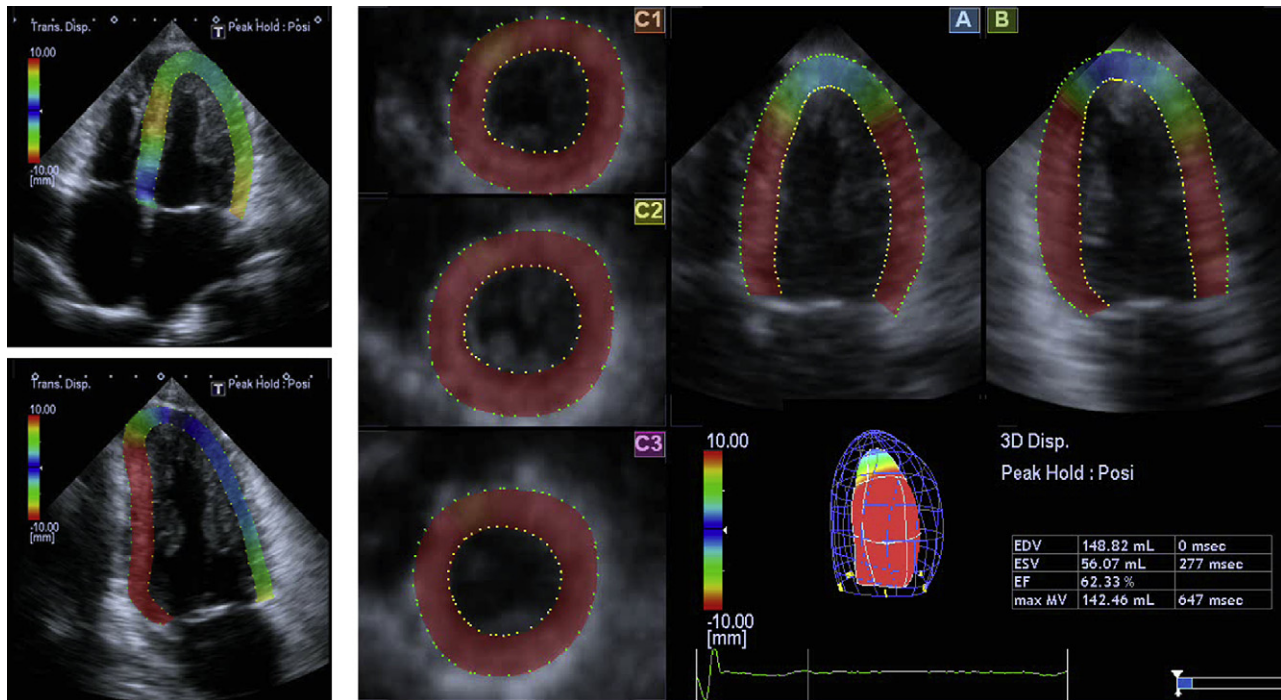 Trans. Disp.
T Peak Hold : Posi
10.00
-10.00
[mm]
Trans. Disp.
T Peak Hold : Posi
10.00
-10.00
[mm]
C1
C2
C3
A
B
10.00
-10.00
[mm]
3D Disp.
Peak Hold : Posi
EDV 148.82 mL 0 msec
ESV 56.07 mL 277 msec
EF 62.33 %
max MV 142.46 mL 647 msec